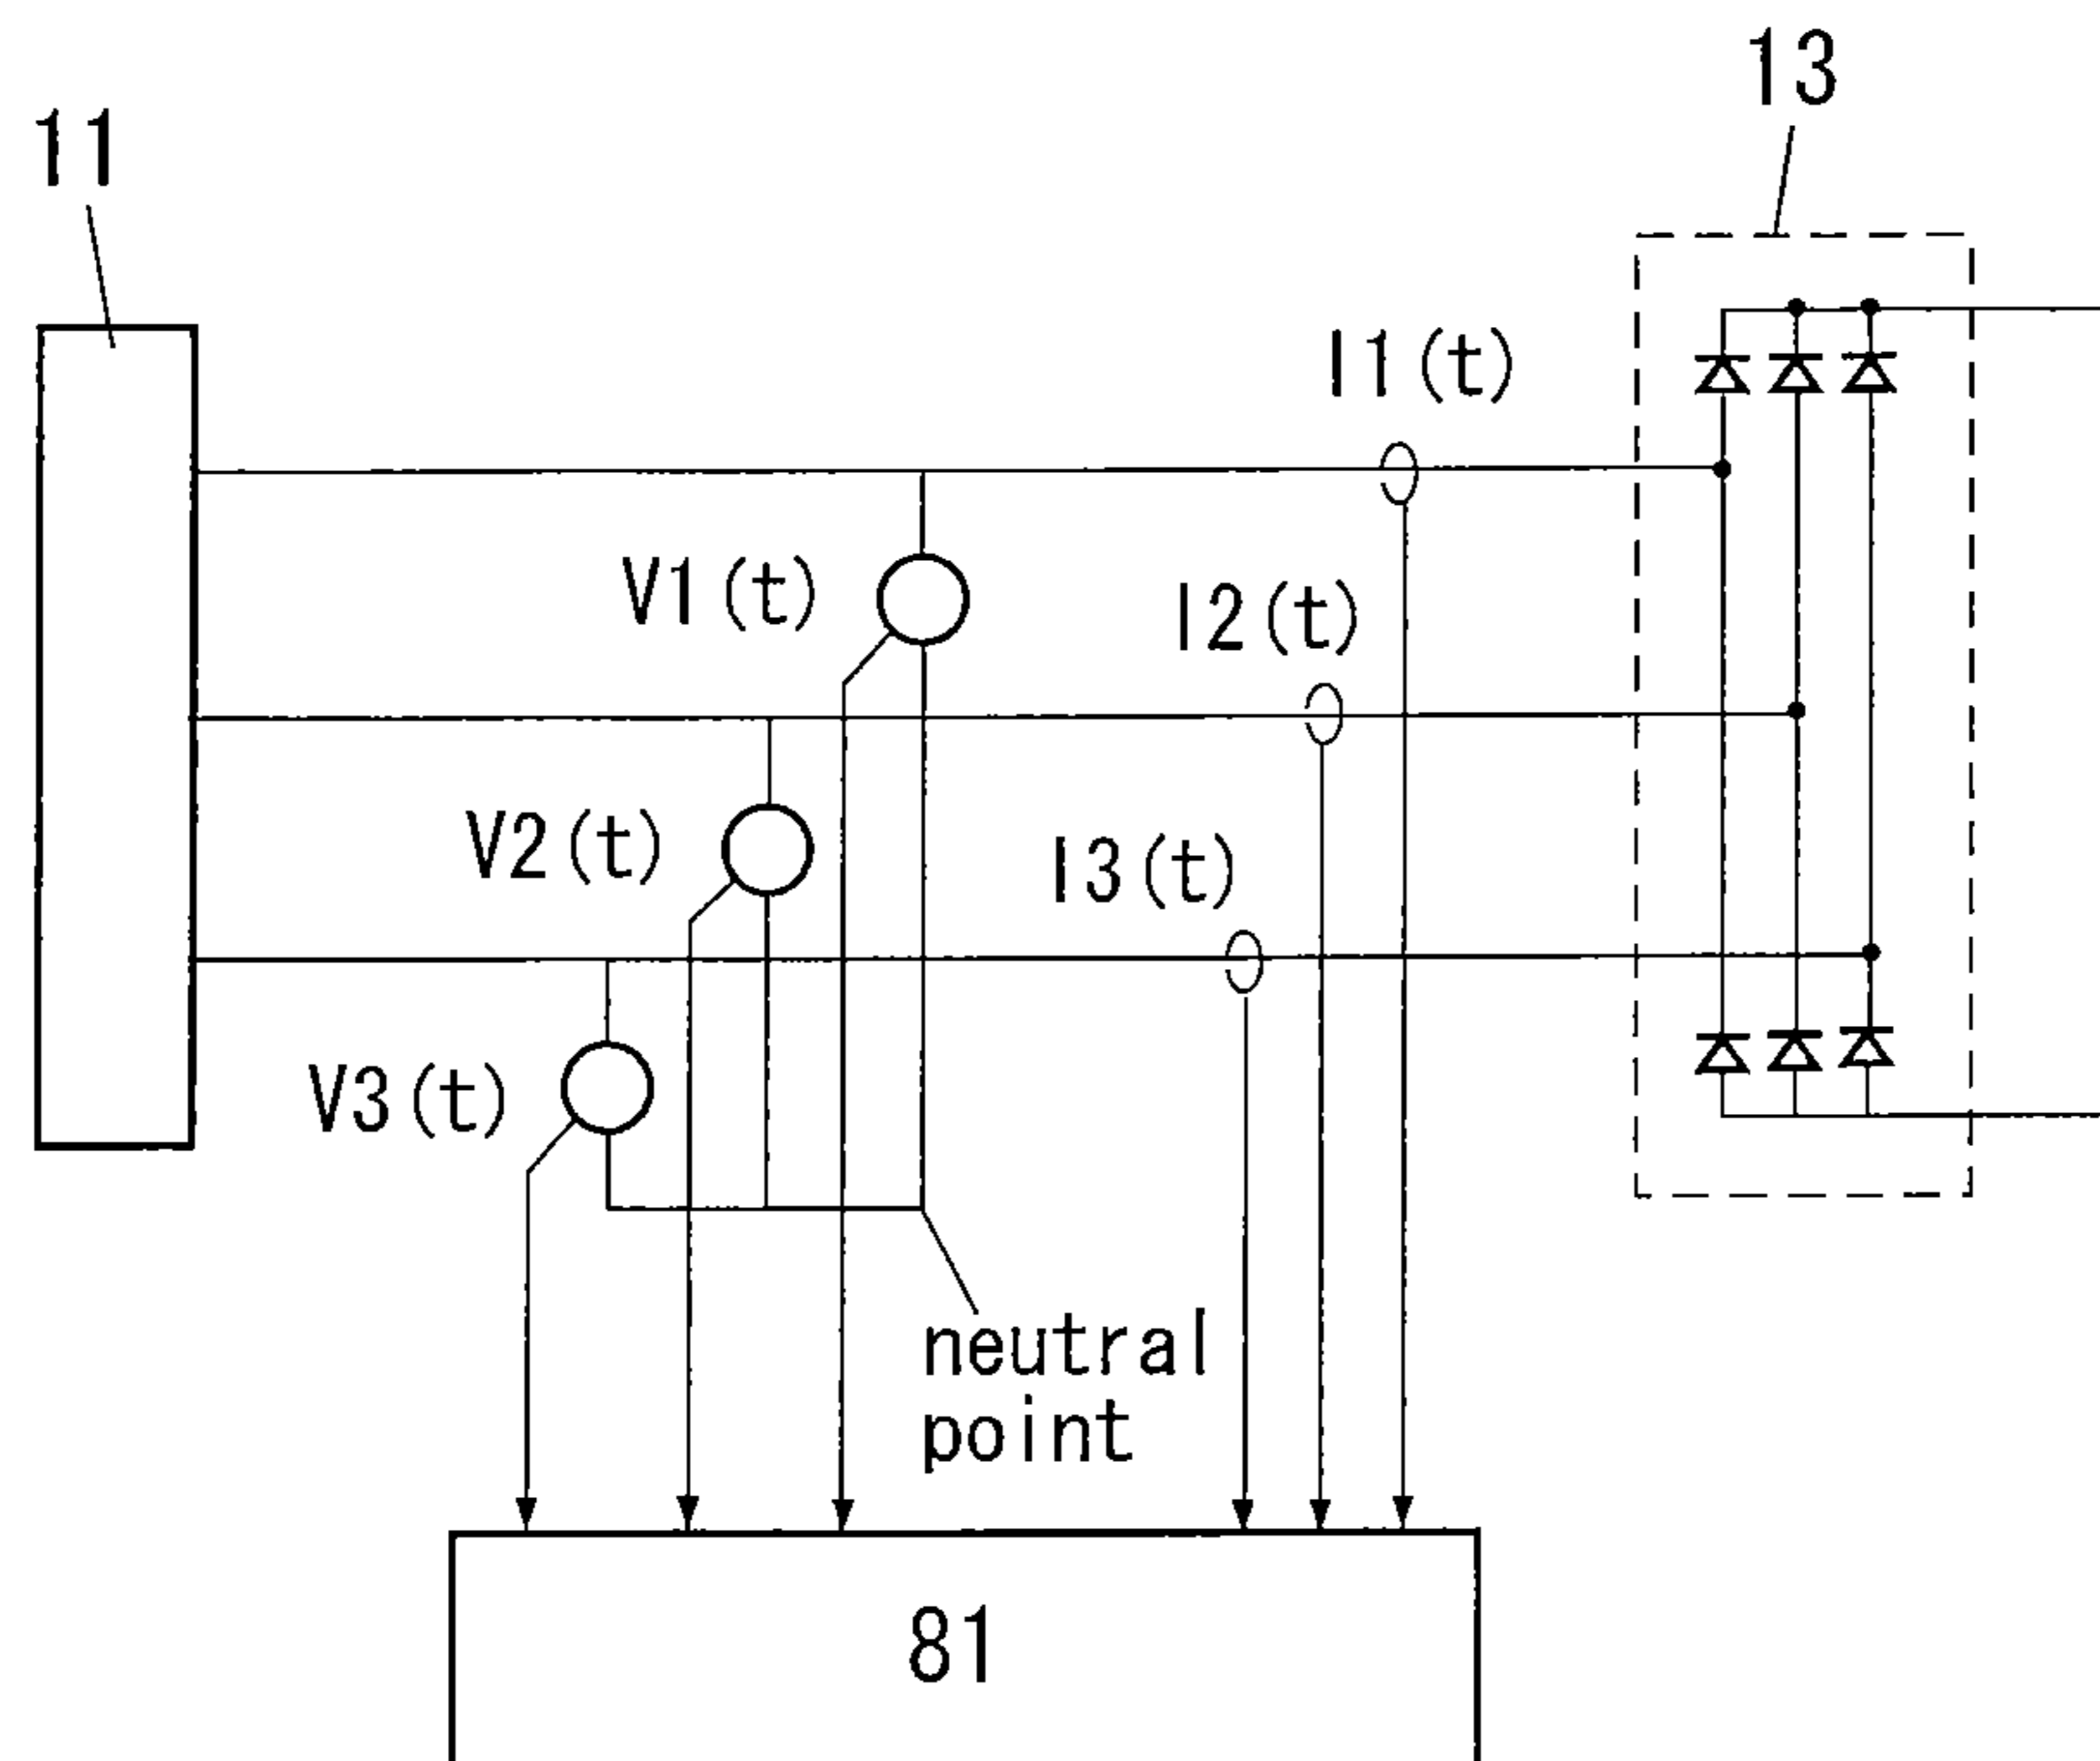 13
11
I1(t)
V1(t)
I2(t)
V2(t)
I3(t)
V3(t)
neutral
point
81